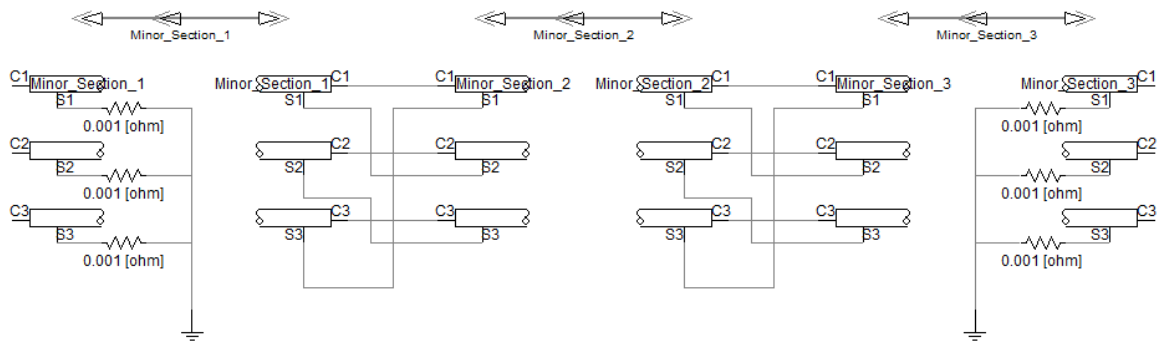 Minor_Section_1 Minor_Section_2 Minor_Section_3
C1 Minor_Section_1 Minor_Section_1 C1 C1 Minor_Section_2 Minor_Section_2 C1 C1 Minor_Section_3 Minor_Section_3 C1
S1 S1 S1 S1 S1 S1
0.001 [ohm] 0.001 [ohm]
C2 C2 C2 C2 C2 C2
S2 S2 S2 S2 S2 S2
0.001 [ohm] 0.001 [ohm]
C3 C3 C3 C3 C3 C3
S3 S3 S3 S3 S3 S3
0.001 [ohm] 0.001 [ohm]